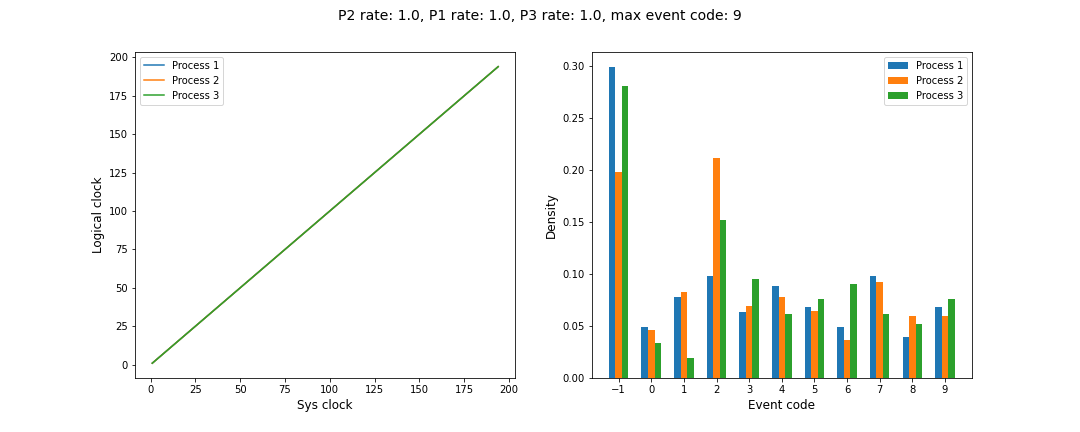 P2 rate: 1.0, P1 rate: 1.0, P3 rate: 1.0, max event code: 9
200
175
150
125
100
75
50
25
0
Logical clock
Process 1
Process 2
Process 3
0 25 50 75 100 125 150 175 200
Sys clock
0.30
0.25
0.20
0.15
0.10
0.05
0.00
Density
Process 1
Process 2
Process 3
−1 0 1 2 3 4 5 6 7 8 9
Event code